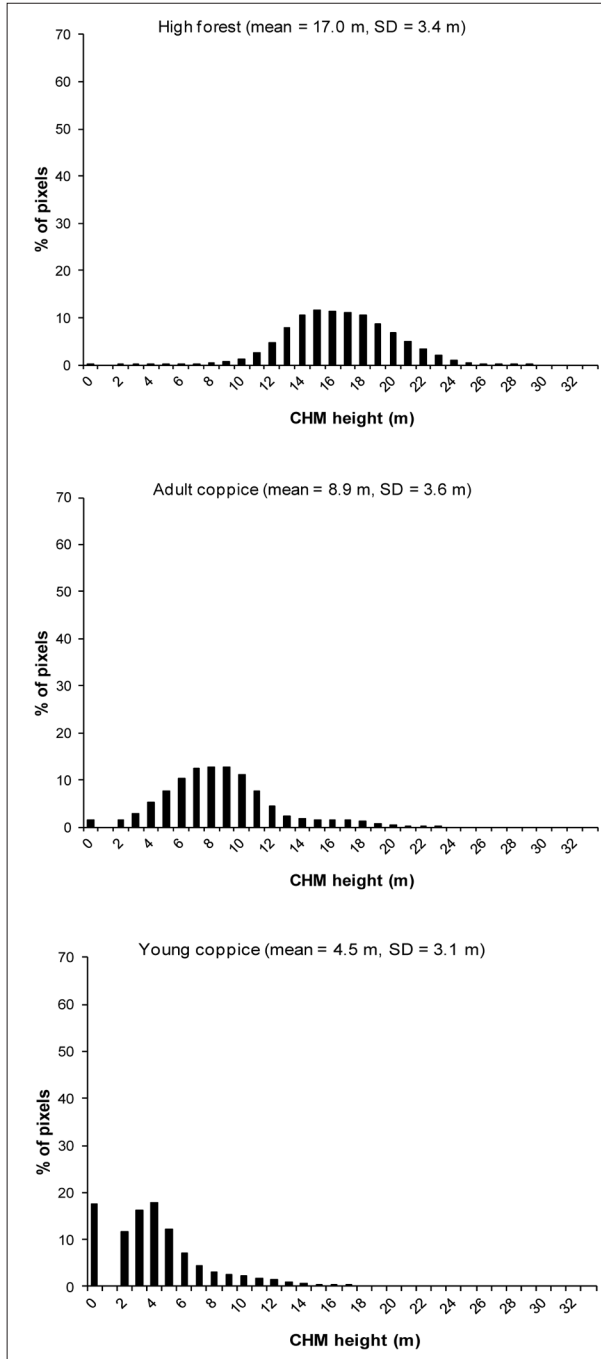 High forest (mean = 17.0 m, SD = 3.4 m)
70
60
50
40
30
20
10
0
% of pixels
0 2 4 6 8 10 12 14 16 18 20 22 24 26 28 30 32
CHM height (m)
Adult coppice (mean = 8.9 m, SD = 3.6 m)
70
60
50
40
30
20
10
0
% of pixels
0 2 4 6 8 10 12 14 16 18 20 22 24 26 28 30 32
CHM height (m)
Young coppice (mean = 4.5 m, SD = 3.1 m)
70
60
50
40
30
20
10
0
% of pixels
0 2 4 6 8 10 12 14 16 18 20 22 24 26 28 30 32
CHM height (m)